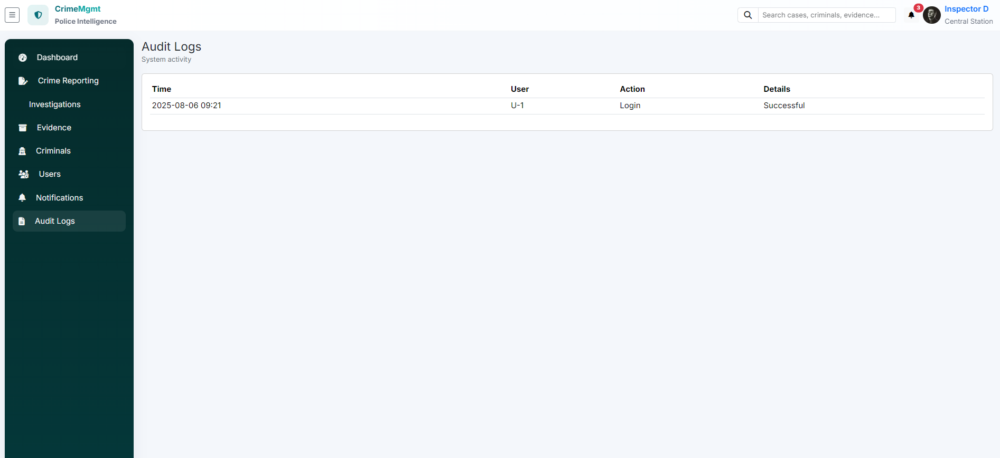 CrimeMgmt
Police Intelligence
Search cases, criminals, evidence...
3
Inspector D
Central Station
Dashboard
Crime Reporting
Investigations
Evidence
Criminals
Users
Notifications
Audit Logs
Audit Logs
System activity
Time User Action Details
2025-08-06 09:21 U-1 Login Successful